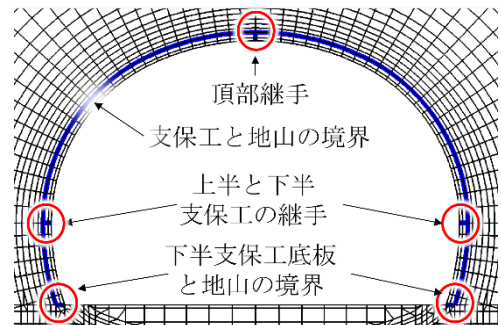 頂部継手
支保工と地山の境界
上半と下半
支保工の継手
下半支保工底板
と地山の境界